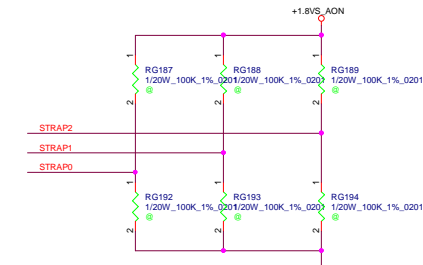 +1.8VS_AON
1
1
1
RG187
RG188
RG189
1/20W_100K_1%_0201
1/20W_100K_1%_0201
1/20W_100K_1%_0201
@
@
@
2
2
2
STRAP2
STRAP1
STRAP0
1
1
1
RG192
RG193
RG194
1/20W_100K_1%_0201
1/20W_100K_1%_0201
1/20W_100K_1%_0201
@
@
@
2
2
2